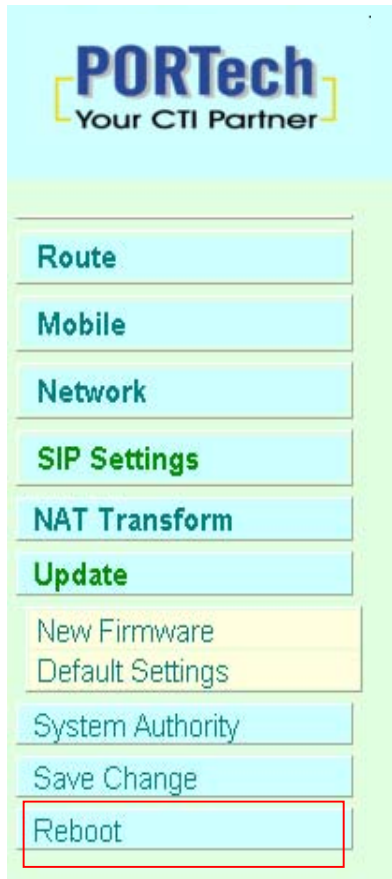 PORTech
Your CTI Partner
Route
Mobile
Network
SIP Settings
NAT Transform
Update
New Firmware
Default Settings
System Authority
Save Change
Reboot